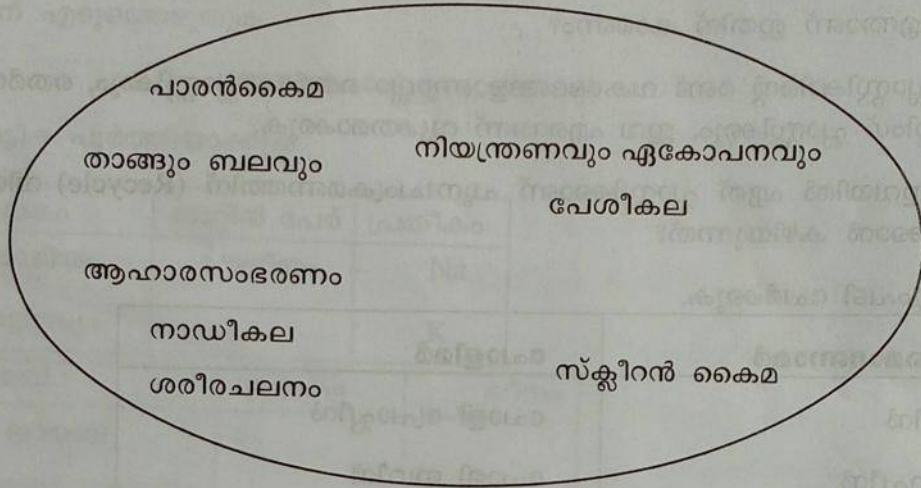 പാരൻകൈമ
താങ്ങും ബലവും
നിയന്ത്രണവും ഏകോപനവും
പേശീകല
ആഹാരസംഭരണം
നാഡീകല
ശരീരചലനം
സ്ക്ലീറൻ കൈമ